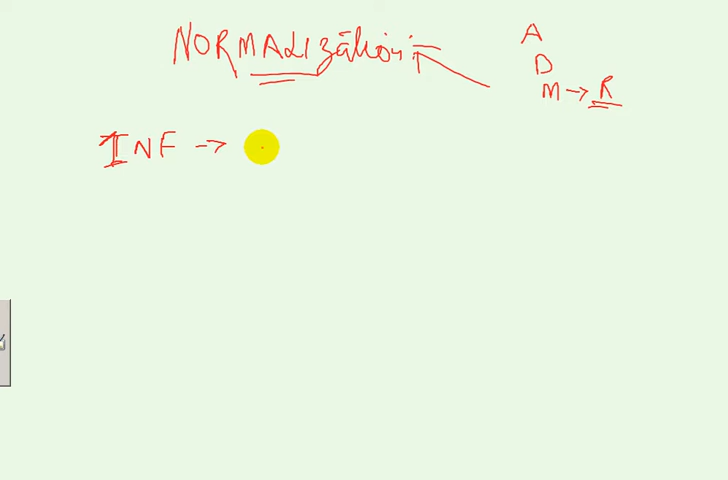 NORMALIzation:-
A
D
M → R
INF →